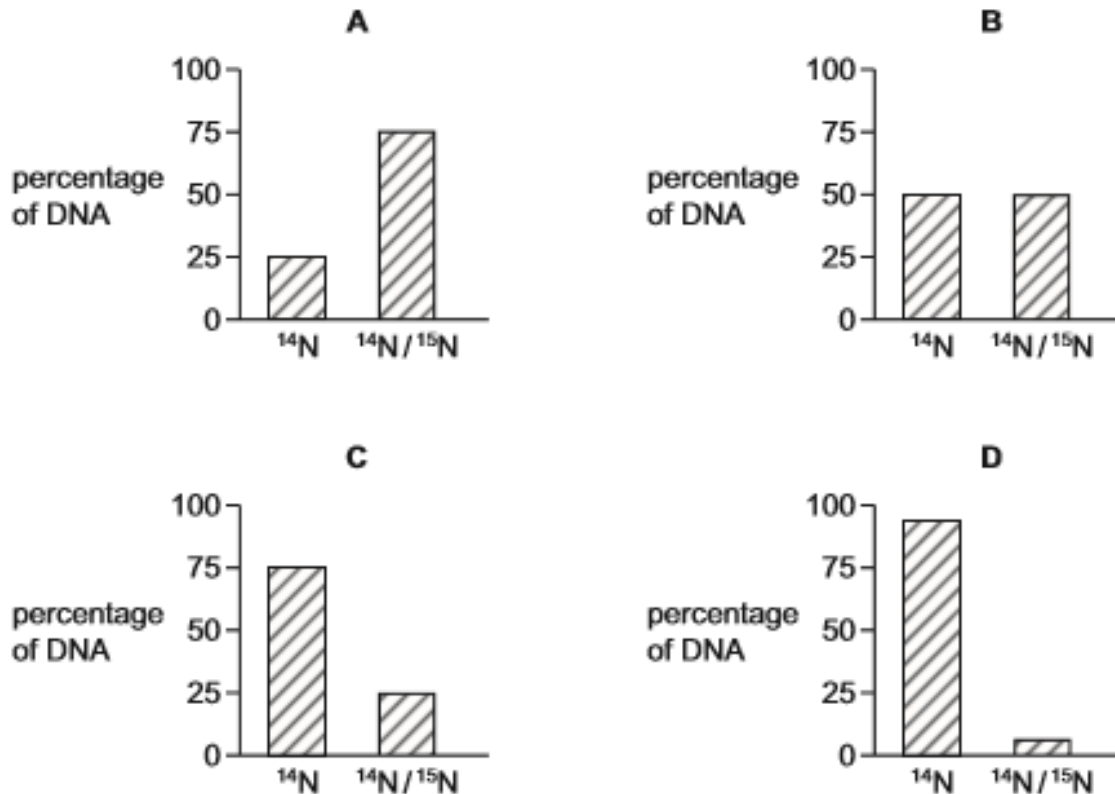 A
100
75
percentage
of DNA
50
25
0
¹⁴N ¹⁴N/¹⁵N
B
100
75
percentage
of DNA
50
25
0
¹⁴N ¹⁴N/¹⁵N
C
100
75
percentage
of DNA
50
25
0
¹⁴N ¹⁴N/¹⁵N
D
100
75
percentage
of DNA
50
25
0
¹⁴N ¹⁴N/¹⁵N